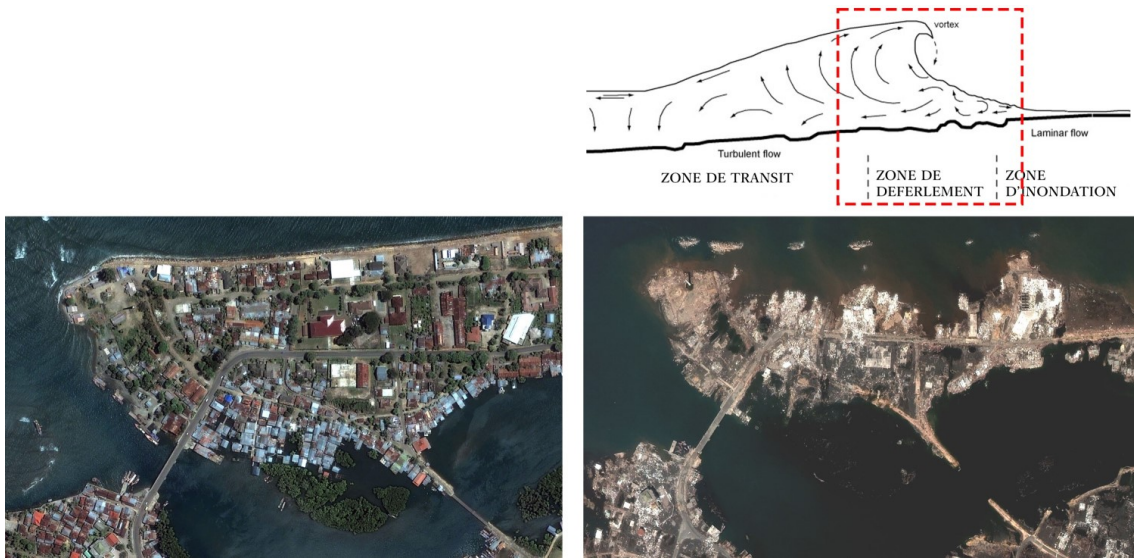 vortex
Laminar flow
Turbulent flow
ZONE DE TRANSIT
ZONE DE
DEFERLEMENT
ZONE
D'INONDATION